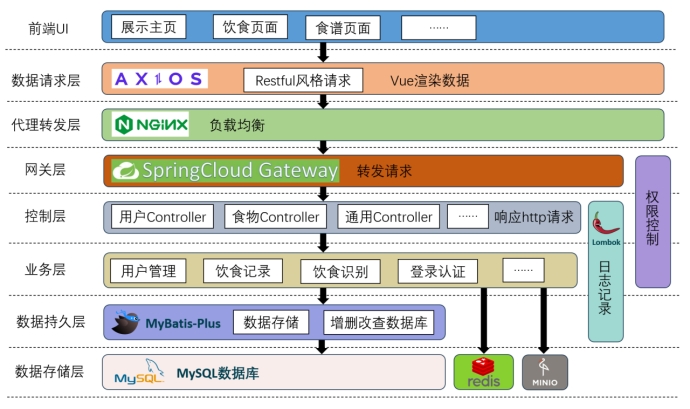 前端UI
展示主页
饮食页面
食谱页面
……
数据请求层
AXIOS
Restful风格请求
Vue渲染数据
代理转发层
NGINX
负载均衡
网关层
SpringCloud Gateway
转发请求
权限控制
控制层
用户Controller
食物Controller
通用Controller
……
响应http请求
Lombok
日志记录
业务层
用户管理
饮食记录
饮食识别
登录认证
……
数据持久层
MyBatis-Plus
数据存储
增删改查数据库
数据存储层
MySQL
MySQL数据库
redis
MINIO